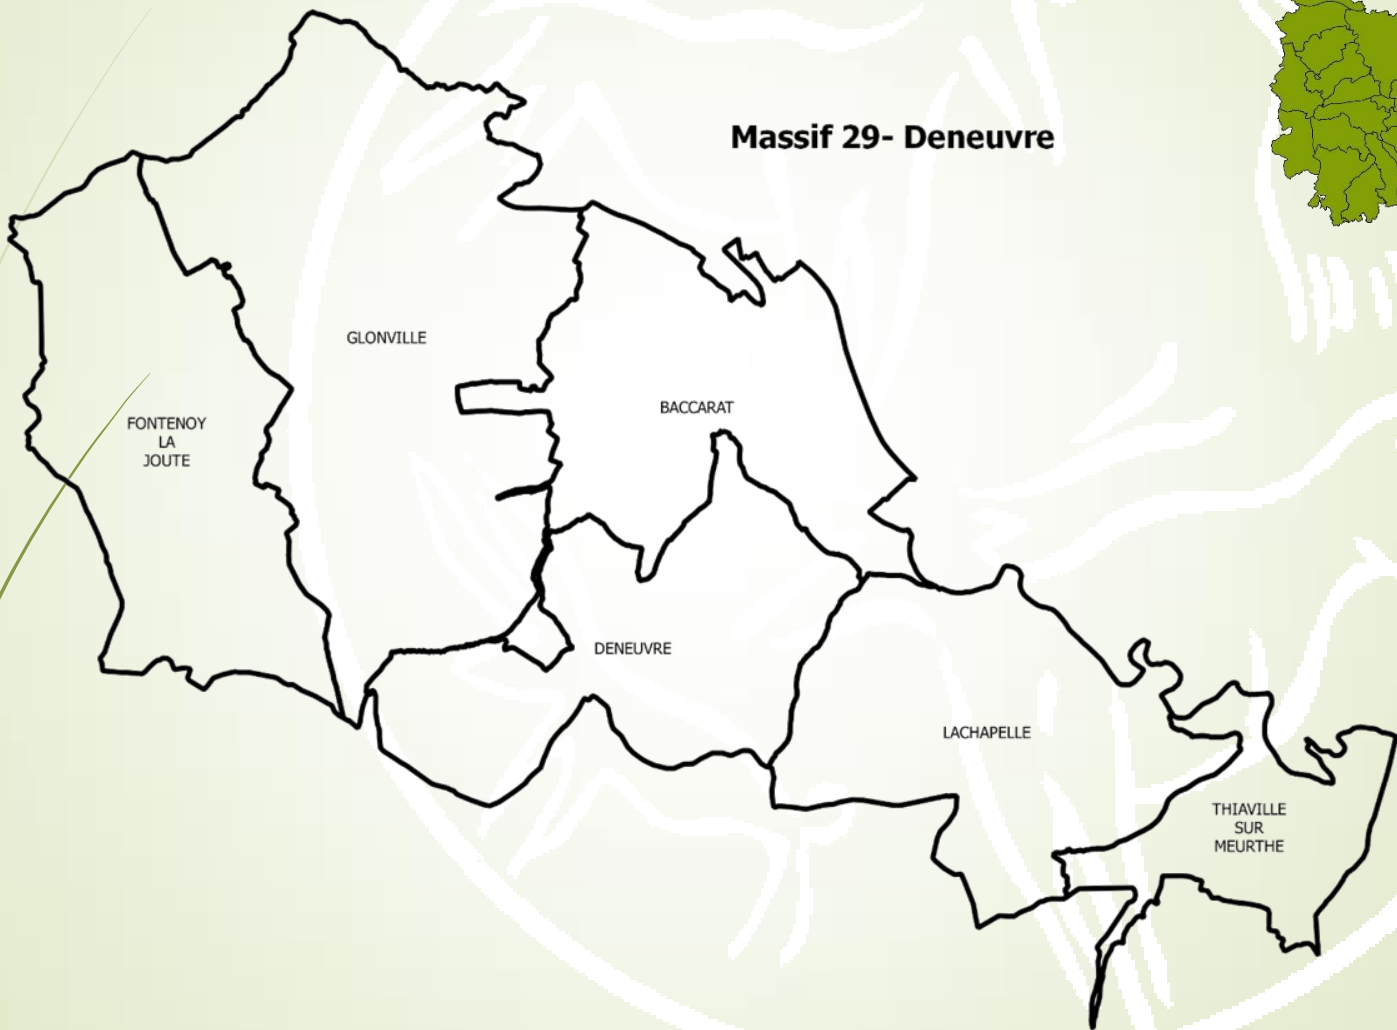 Massif 29- Deneuvre
GLONVILLE
FONTENOY
LA
JOUTE
BACCARAT
DENEUVRE
LACHAPELLE
THIAVILLE
SUR
MEURTHE